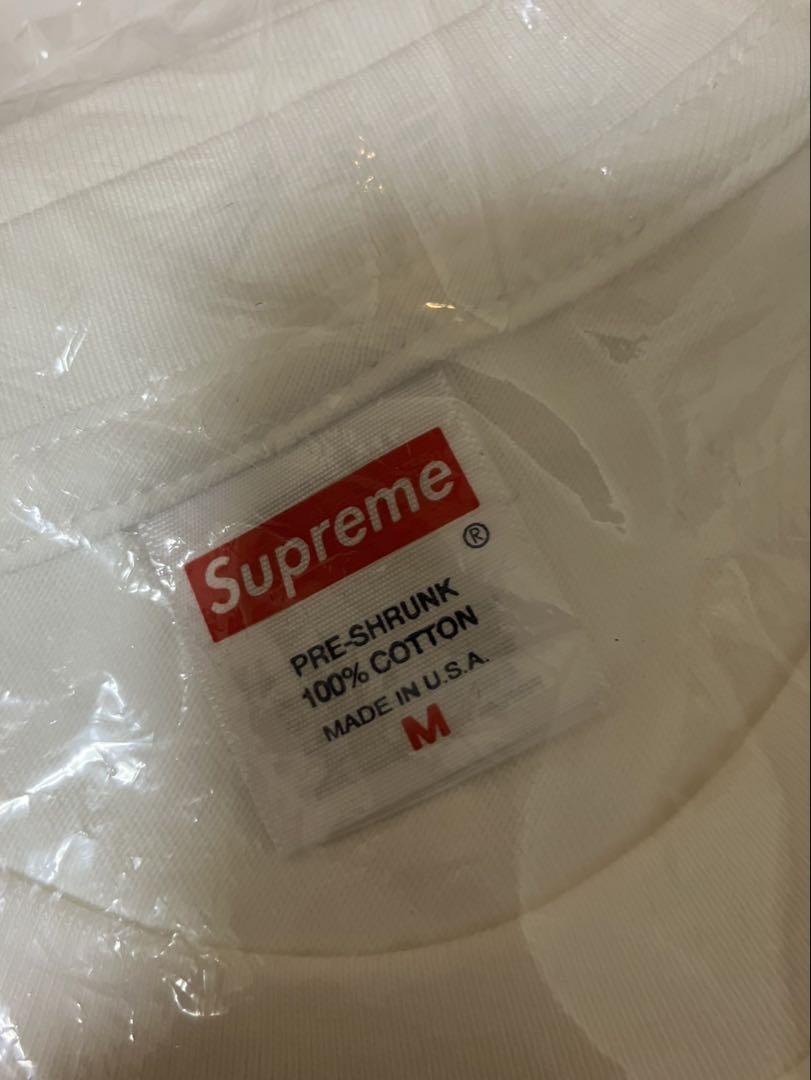 Supreme
®
PRE-SHRUNK
100% COTTON
MADE IN U.S.A.
M